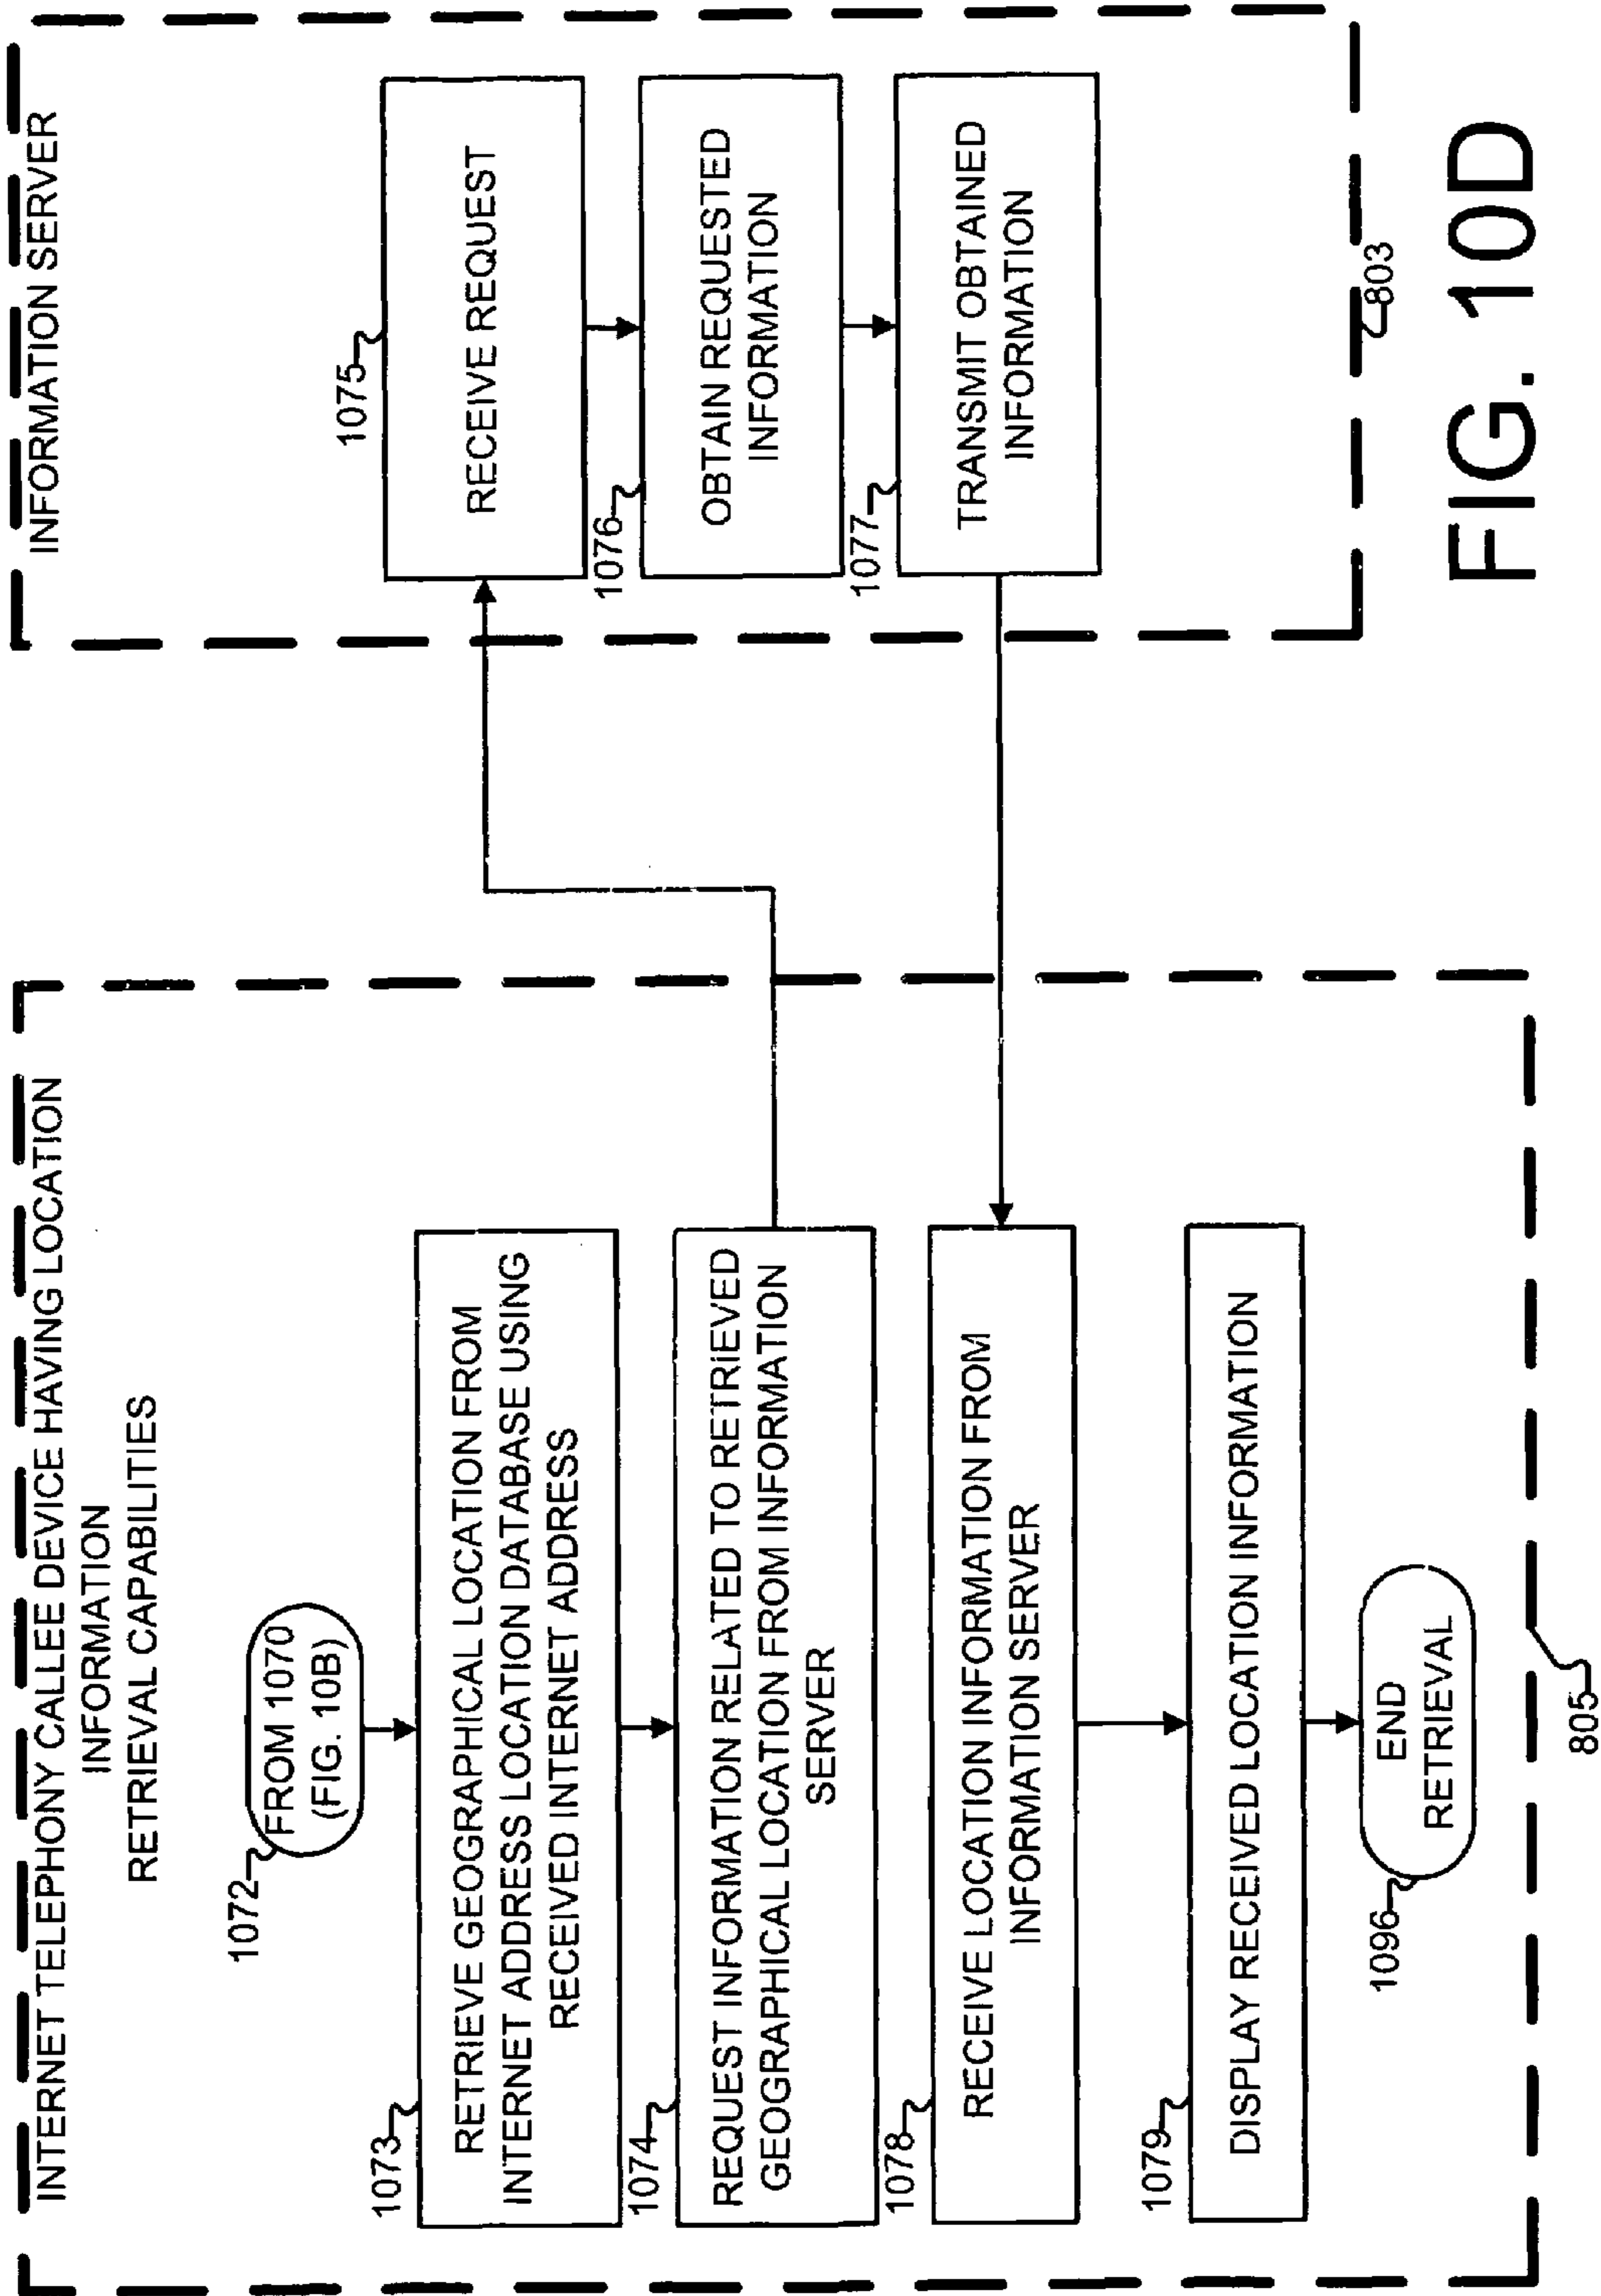 INTERNET TELEPHONY CALLEE DEVICE HAVING LOCATION
INFORMATION
RETRIEVAL CAPABILITIES
1072
FROM 1070
(FIG. 10B)
1073
RETRIEVE GEOGRAPHICAL LOCATION FROM
INTERNET ADDRESS LOCATION DATABASE USING
RECEIVED INTERNET ADDRESS
1074
REQUEST INFORMATION RELATED TO RETRIEVED
GEOGRAPHICAL LOCATION FROM INFORMATION
SERVER
1078
RECEIVE LOCATION INFORMATION FROM
INFORMATION SERVER
1079
DISPLAY RECEIVED LOCATION INFORMATION
1096
END
RETRIEVAL
805
INFORMATION SERVER
1075
RECEIVE REQUEST
1076
OBTAIN REQUESTED
INFORMATION
1077
TRANSMIT OBTAINED
INFORMATION
803
FIG. 10D